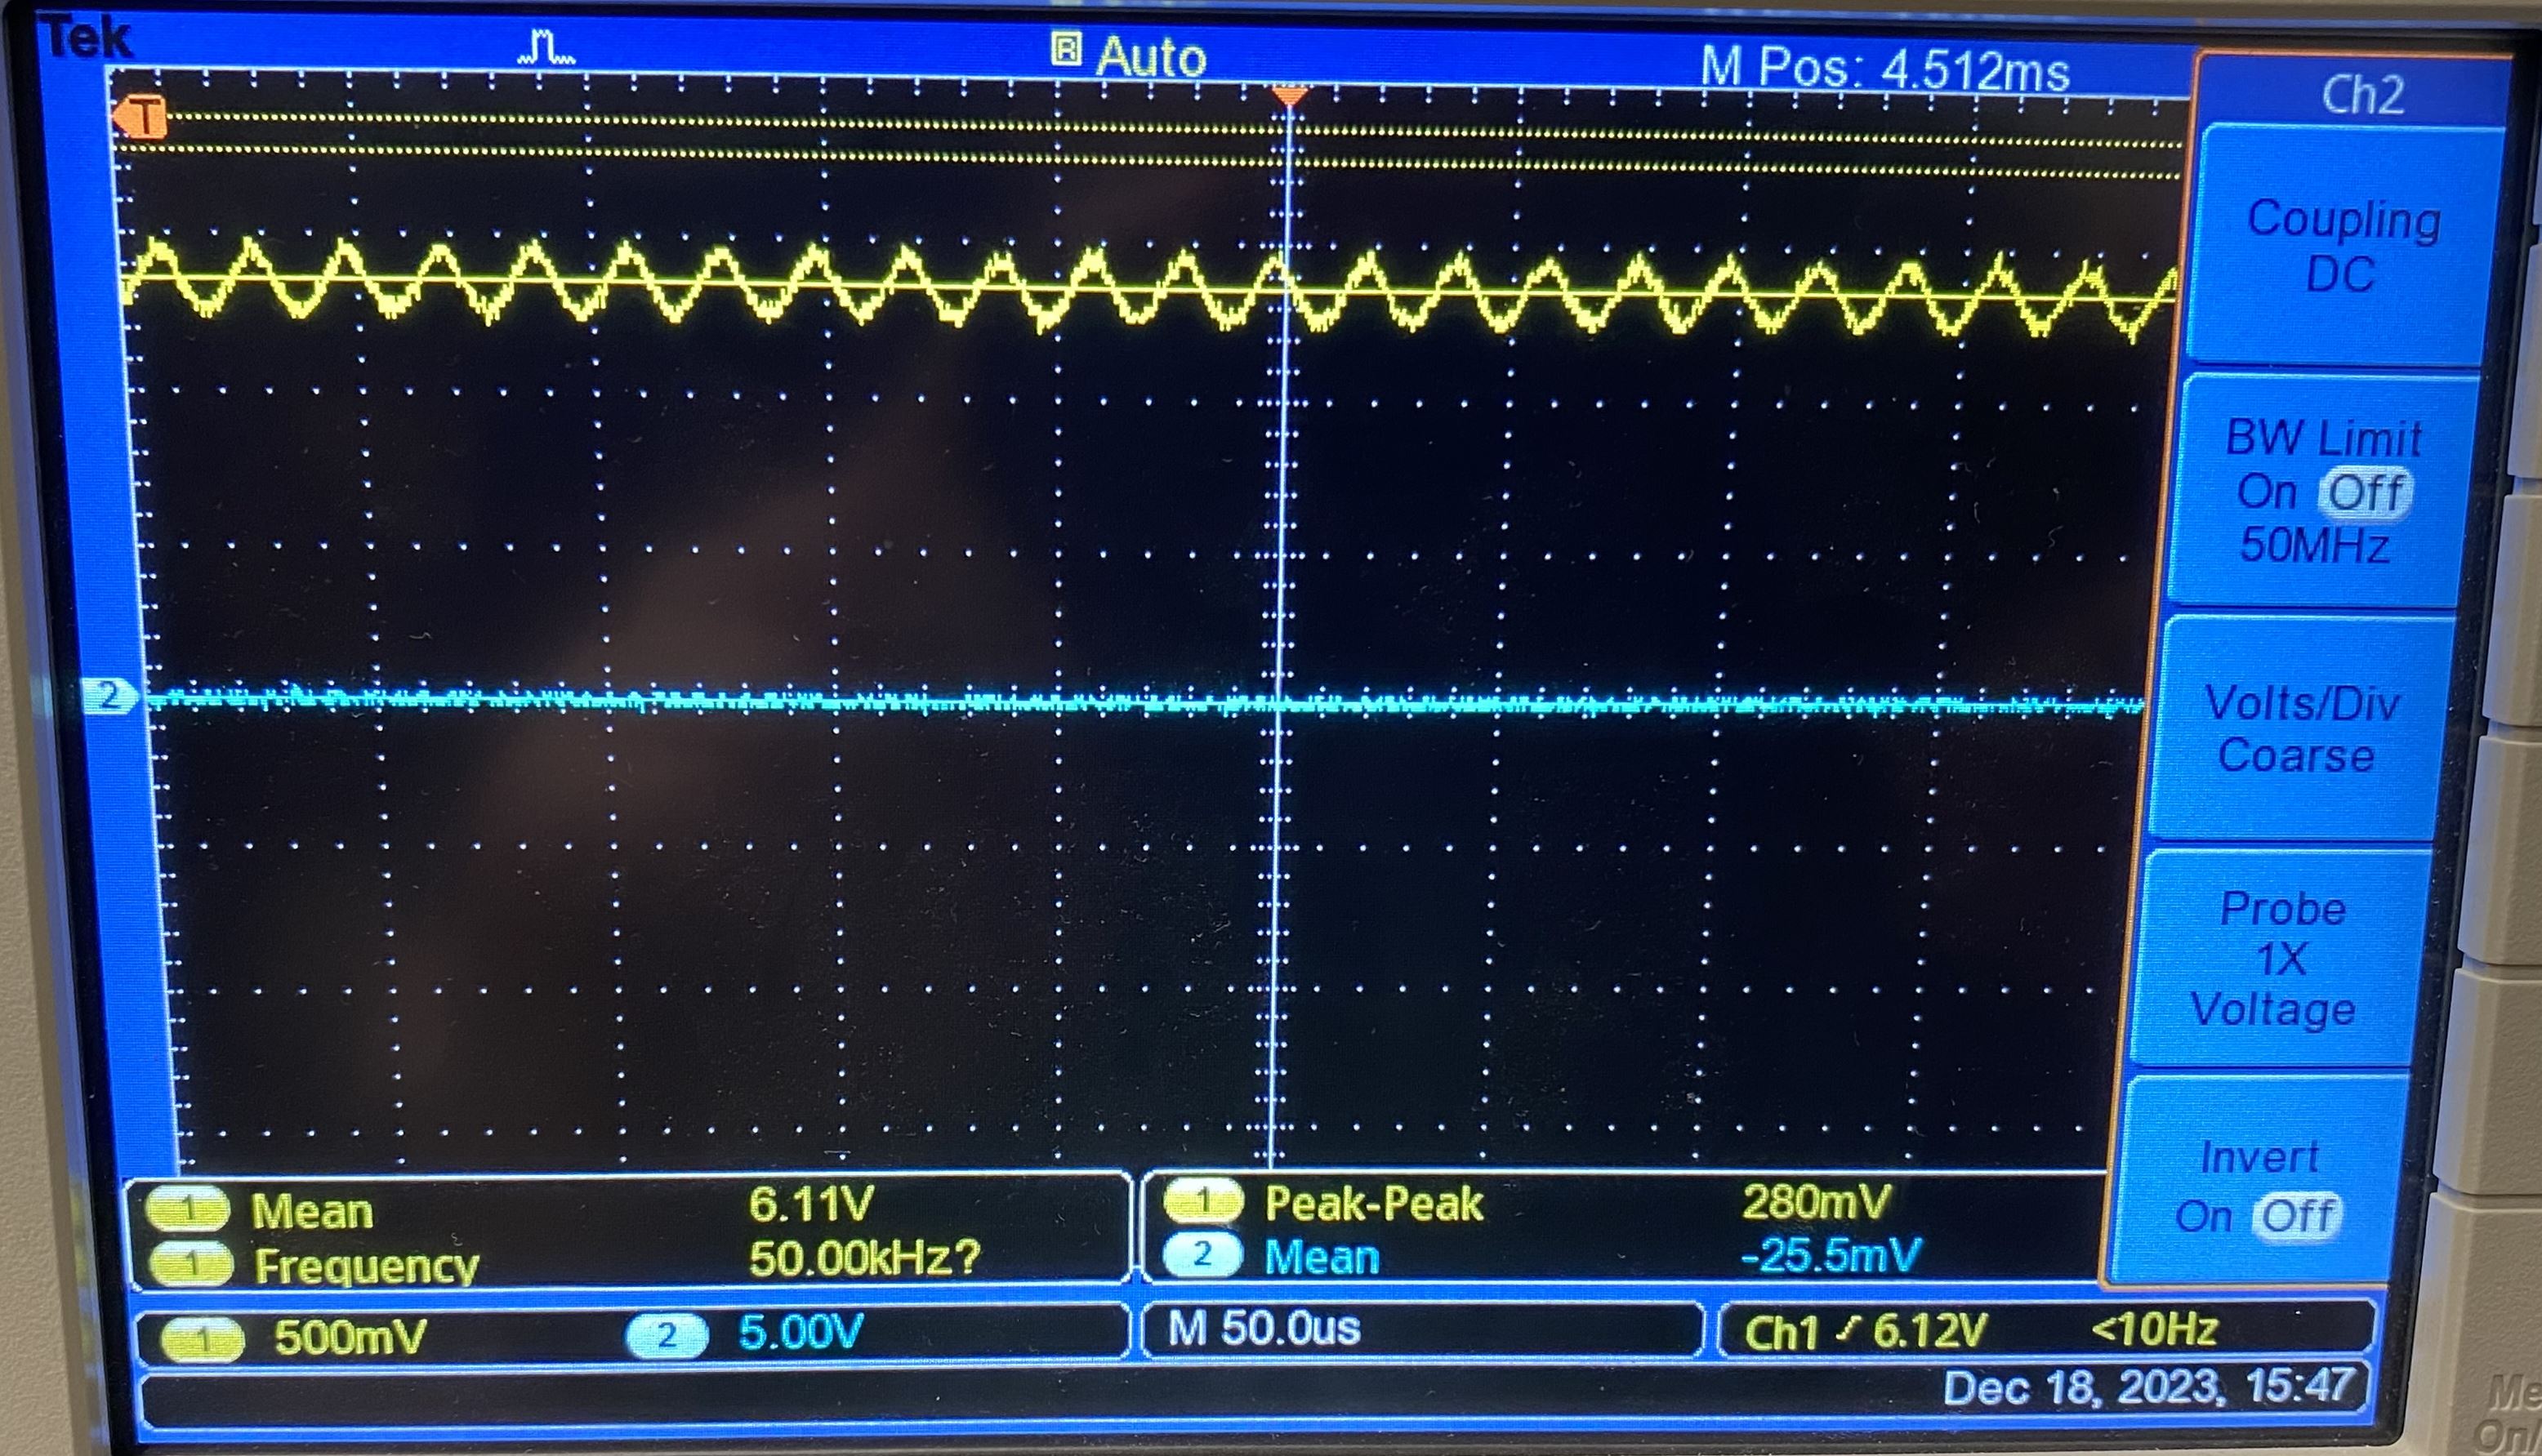 Tek
R Auto
M Pos: 4.512ms
T
2
Ch2
Coupling
DC
BW Limit
On Off
50MHz
Volts/Div
Coarse
Probe
1X
Voltage
Invert
On Off
1 Mean 6.11V
1 Frequency 50.00kHz?
1 Peak-Peak 280mV
2 Mean -25.5mV
1 500mV 2 5.00V
M 50.0us
Ch1 6.12V <10Hz
Dec 18, 2023, 15:47